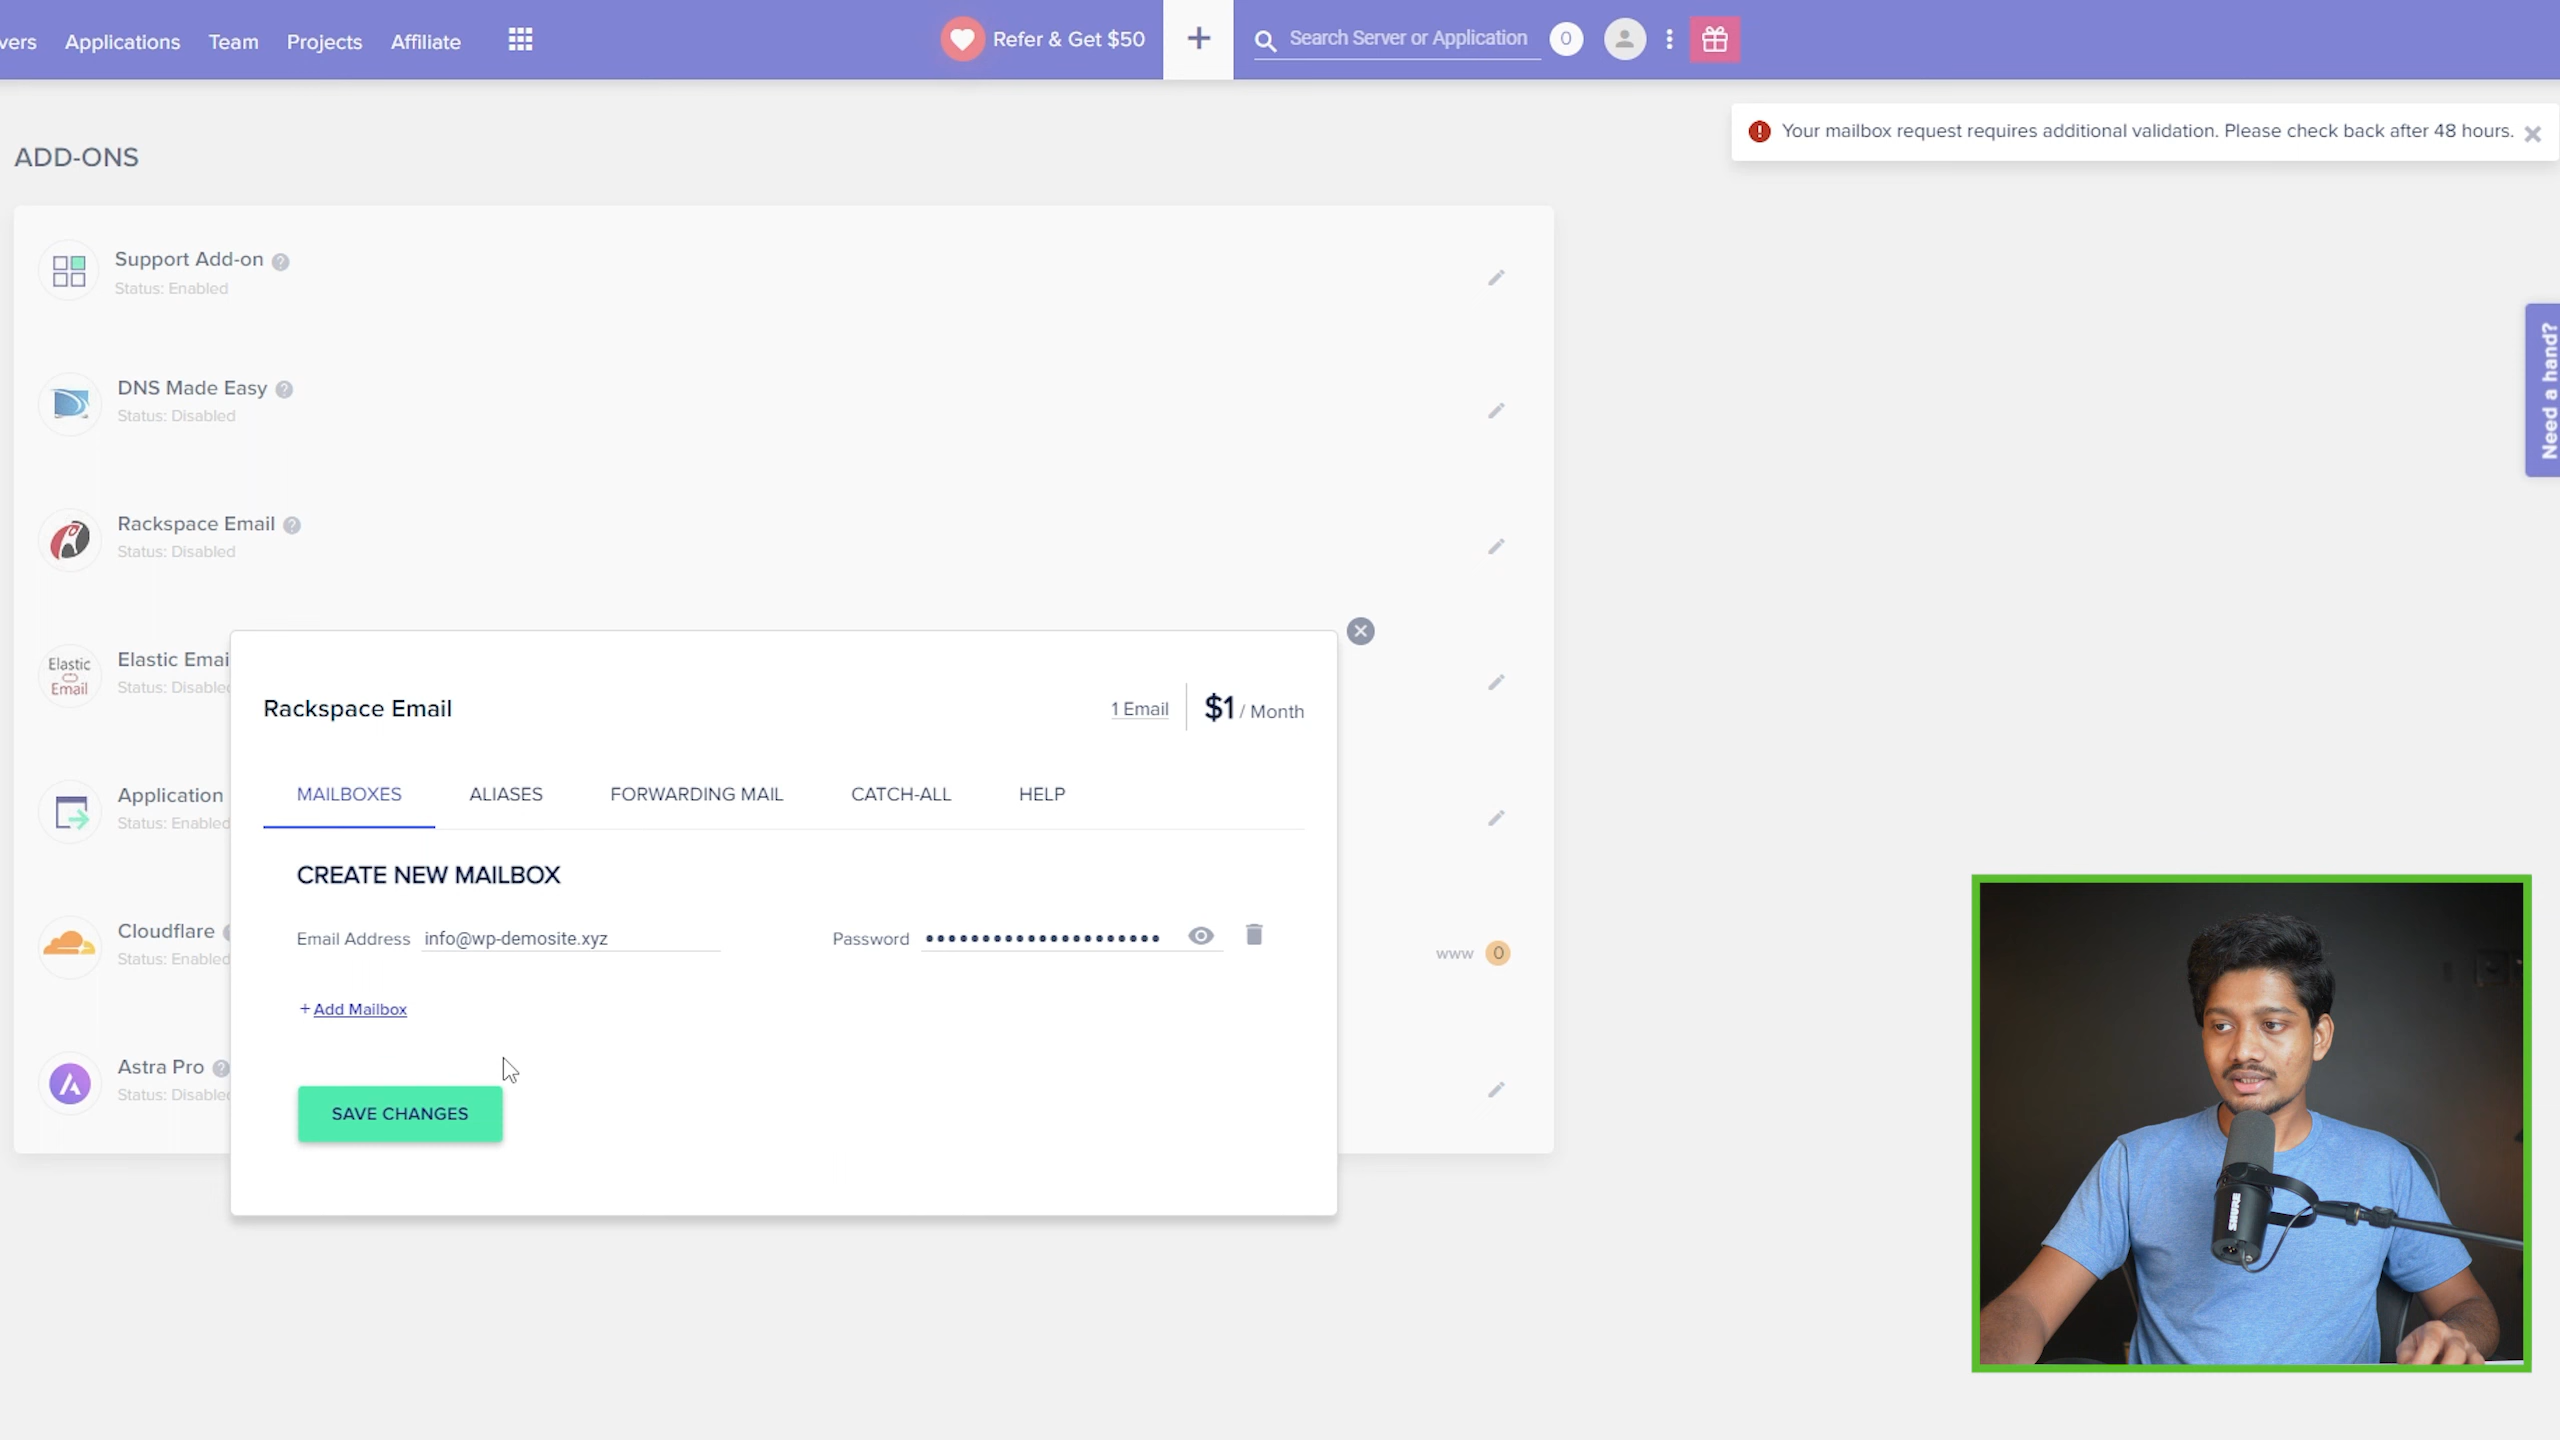 vers Applications Team Projects Affiliate Refer & Get $50 + Search Server or Application 0
Your mailbox request requires additional validation. Please check back after 48 hours.
ADD-ONS
Support Add-on
Status: Enabled
DNS Made Easy
Status: Disabled
Need a hand?
Rackspace Email
Status: Disabled
Elastic Email
Elastic Emai
Status: Disabled
Rackspace Email 1 Email $1 / Month
Application
Status: Enabled
MAILBOXES ALIASES FORWARDING MAIL CATCH-ALL HELP
CREATE NEW MAILBOX
Cloudflare
Status: Enabled
Email Address info@wp-demosite.xyz Password •••••••••••••••••••••
www 0
+ Add Mailbox
Astra Pro
Status: Disabled
SAVE CHANGES
SHURE